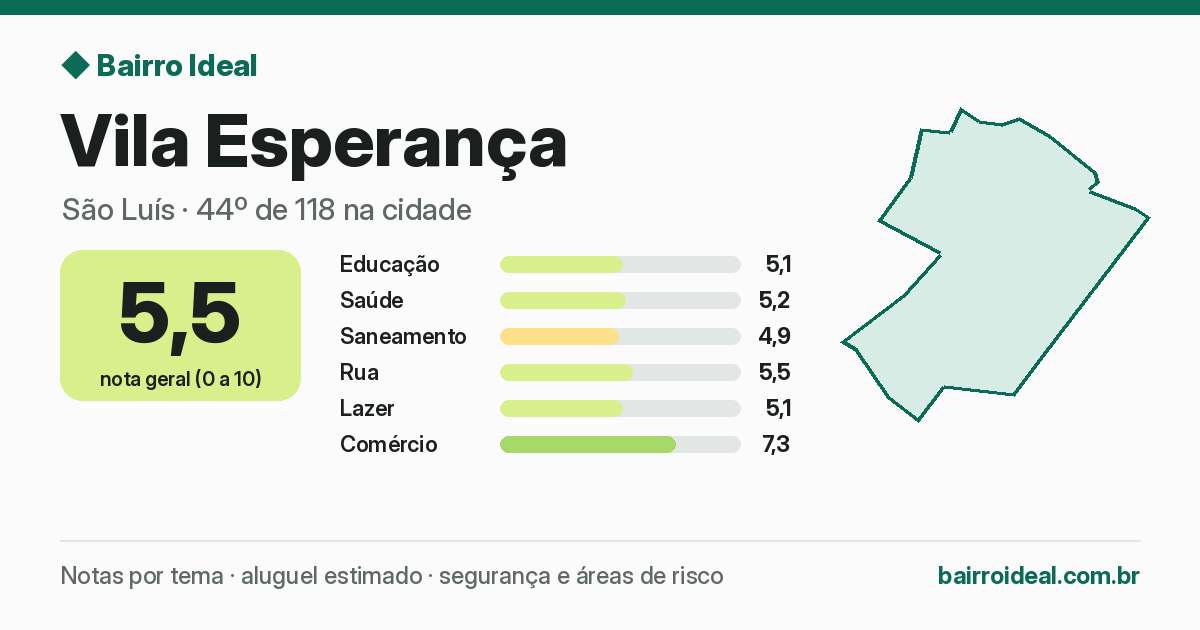 Bairro Ideal
Vila Esperança
São Luís · 44º de 118 na cidade
5,5
nota geral (0 a 10)
Educação 5,1
Saúde 5,2
Saneamento 4,9
Rua 5,5
Lazer 5,1
Comércio 7,3
Notas por tema · aluguel estimado · segurança e áreas de risco
bairroideal.com.br